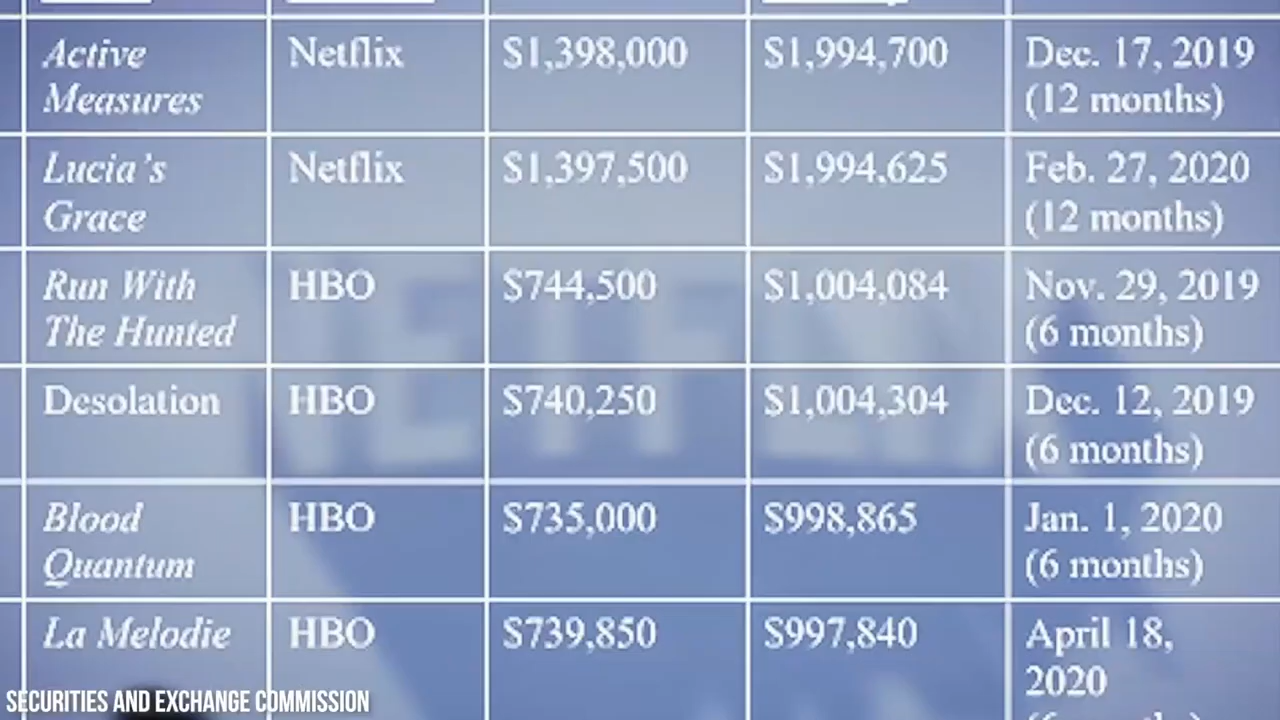 Active Netflix $1,398,000 $1,994,700 Dec. 17, 2019
Measures (12 months)
Lucia's Netflix $1,397,500 $1,994,625 Feb. 27, 2020
Grace (12 months)
Run With HBO $744,500 $1,004,084 Nov. 29, 2019
The Hunted (6 months)
Desolation HBO $740,250 $1,004,304 Dec. 12, 2019
(6 months)
Blood HBO $735,000 $998,865 Jan. 1, 2020
Quantum (6 months)
La Melodie HBO $739,850 $997,840 April 18,
2020
NETFLIX
SECURITIES AND EXCHANGE COMMISSION